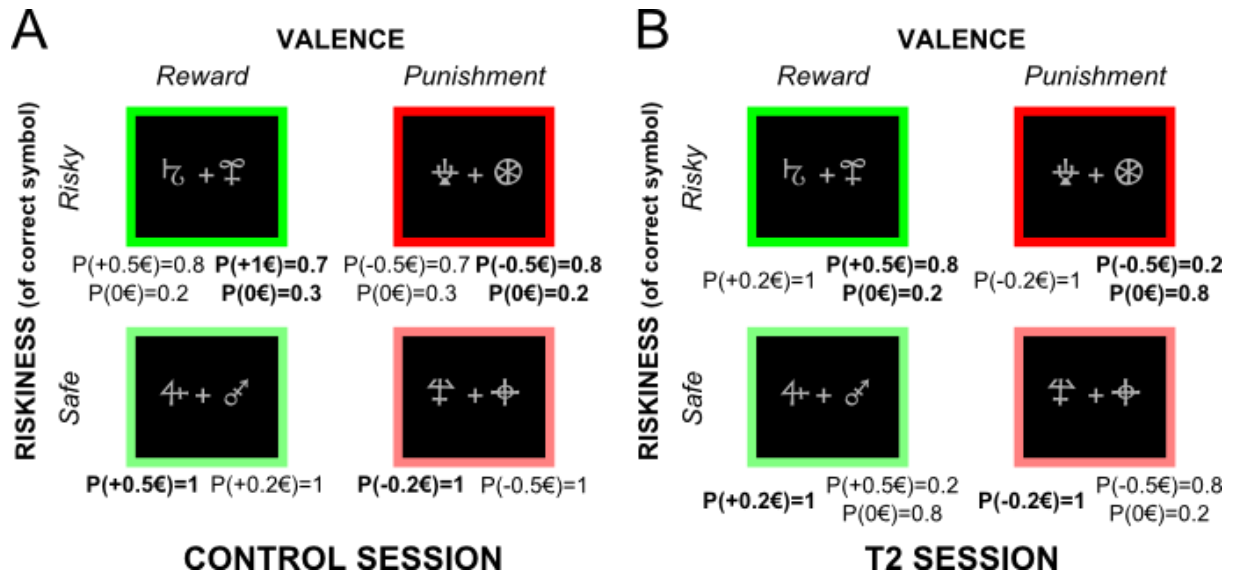 A
VALENCE
Reward Punishment
RISKINESS (of correct symbol)
Risky
P(+0.5€)=0.8 P(+1€)=0.7 P(-0.5€)=0.7 P(-0.5€)=0.8
P(0€)=0.2 P(0€)=0.3 P(0€)=0.3 P(0€)=0.2
Safe
P(+0.5€)=1 P(+0.2€)=1 P(-0.2€)=1 P(-0.5€)=1
CONTROL SESSION
B
VALENCE
Reward Punishment
RISKINESS (of correct symbol)
Risky
P(+0.2€)=1 P(+0.5€)=0.8 P(-0.2€)=1 P(-0.5€)=0.2
P(0€)=0.2 P(0€)=0.8
Safe
P(+0.2€)=1 P(+0.5€)=0.2 P(-0.2€)=1 P(-0.5€)=0.8
P(0€)=0.8 P(0€)=0.2
T2 SESSION